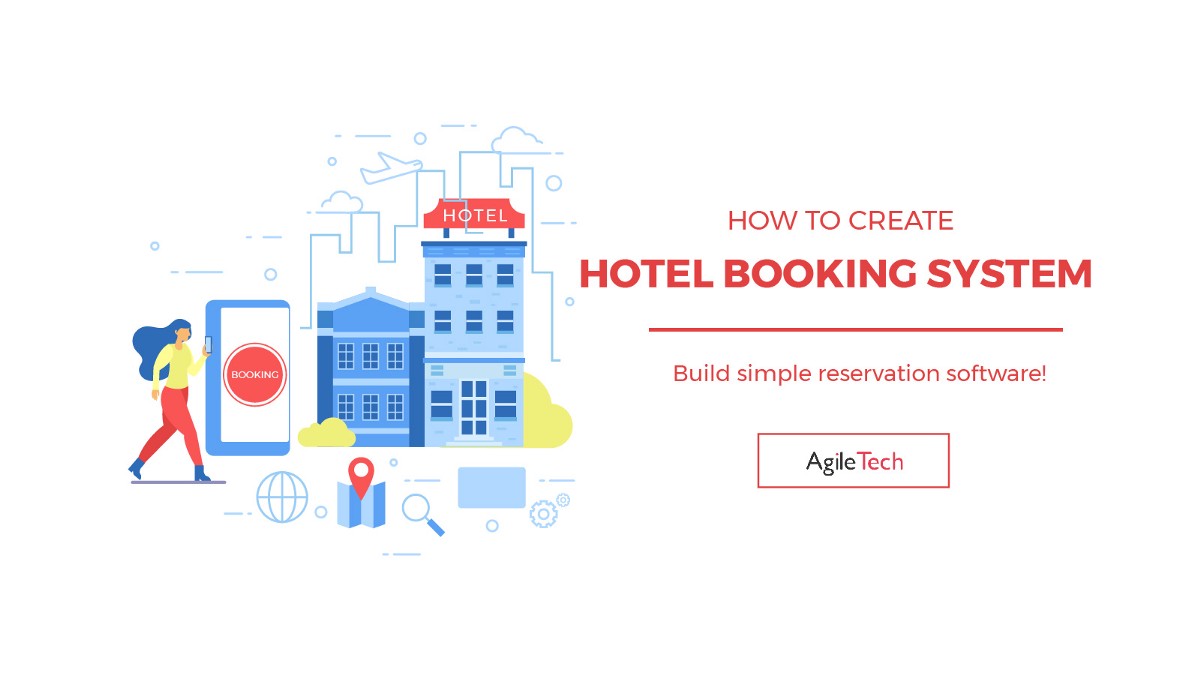 HOTEL
BOOKING
HOW TO CREATE
HOTEL BOOKING SYSTEM
Build simple reservation software!
AgileTech